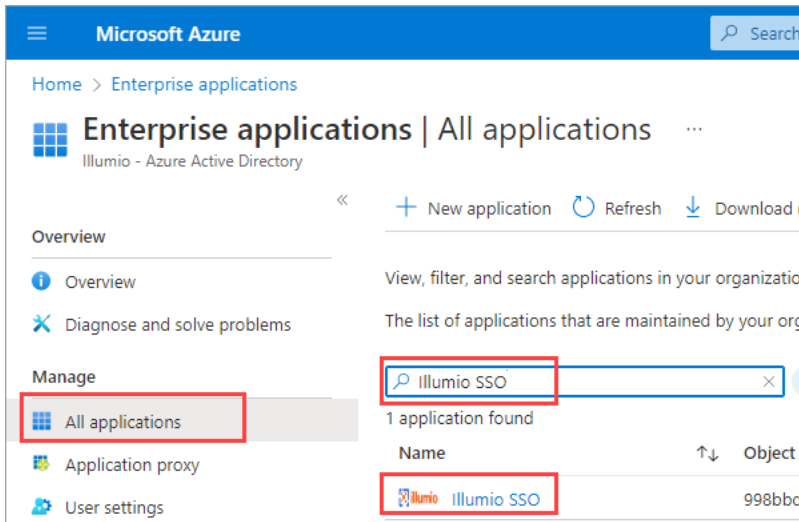 Microsoft Azure
Search
Home > Enterprise applications
Enterprise applications | All applications ...
Illumio - Azure Active Directory
«
+ New application Refresh Download
Overview
Overview
Diagnose and solve problems
Manage
All applications
Application proxy
User settings
View, filter, and search applications in your organizatio
The list of applications that are maintained by your org
Illumio SSO ×
1 application found
Name ↑↓ Object
illumio Illumio SSO 998bb